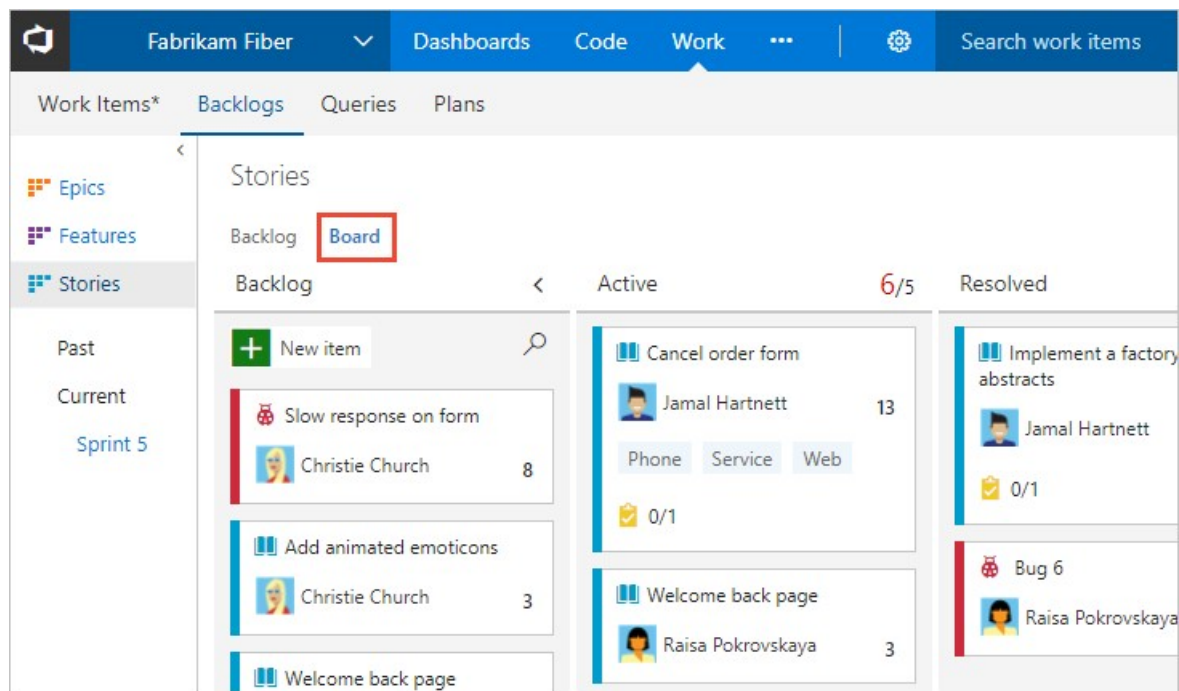 Fabrikam Fiber Dashboards Code Work ••• Search work items
Work Items* Backlogs Queries Plans
Stories
Epics
Features
Stories
Past
Current
Sprint 5
Backlog Board
Backlog
New item
Slow response on form
Christie Church 8
Add animated emoticons
Christie Church 3
Welcome back page
Active 6/5
Cancel order form
Jamal Hartnett 13
Phone Service Web
0/1
Welcome back page
Raisa Pokrovskaya 3
Resolved
Implement a factory
abstracts
Jamal Hartnett
0/1
Bug 6
Raisa Pokrovskaya